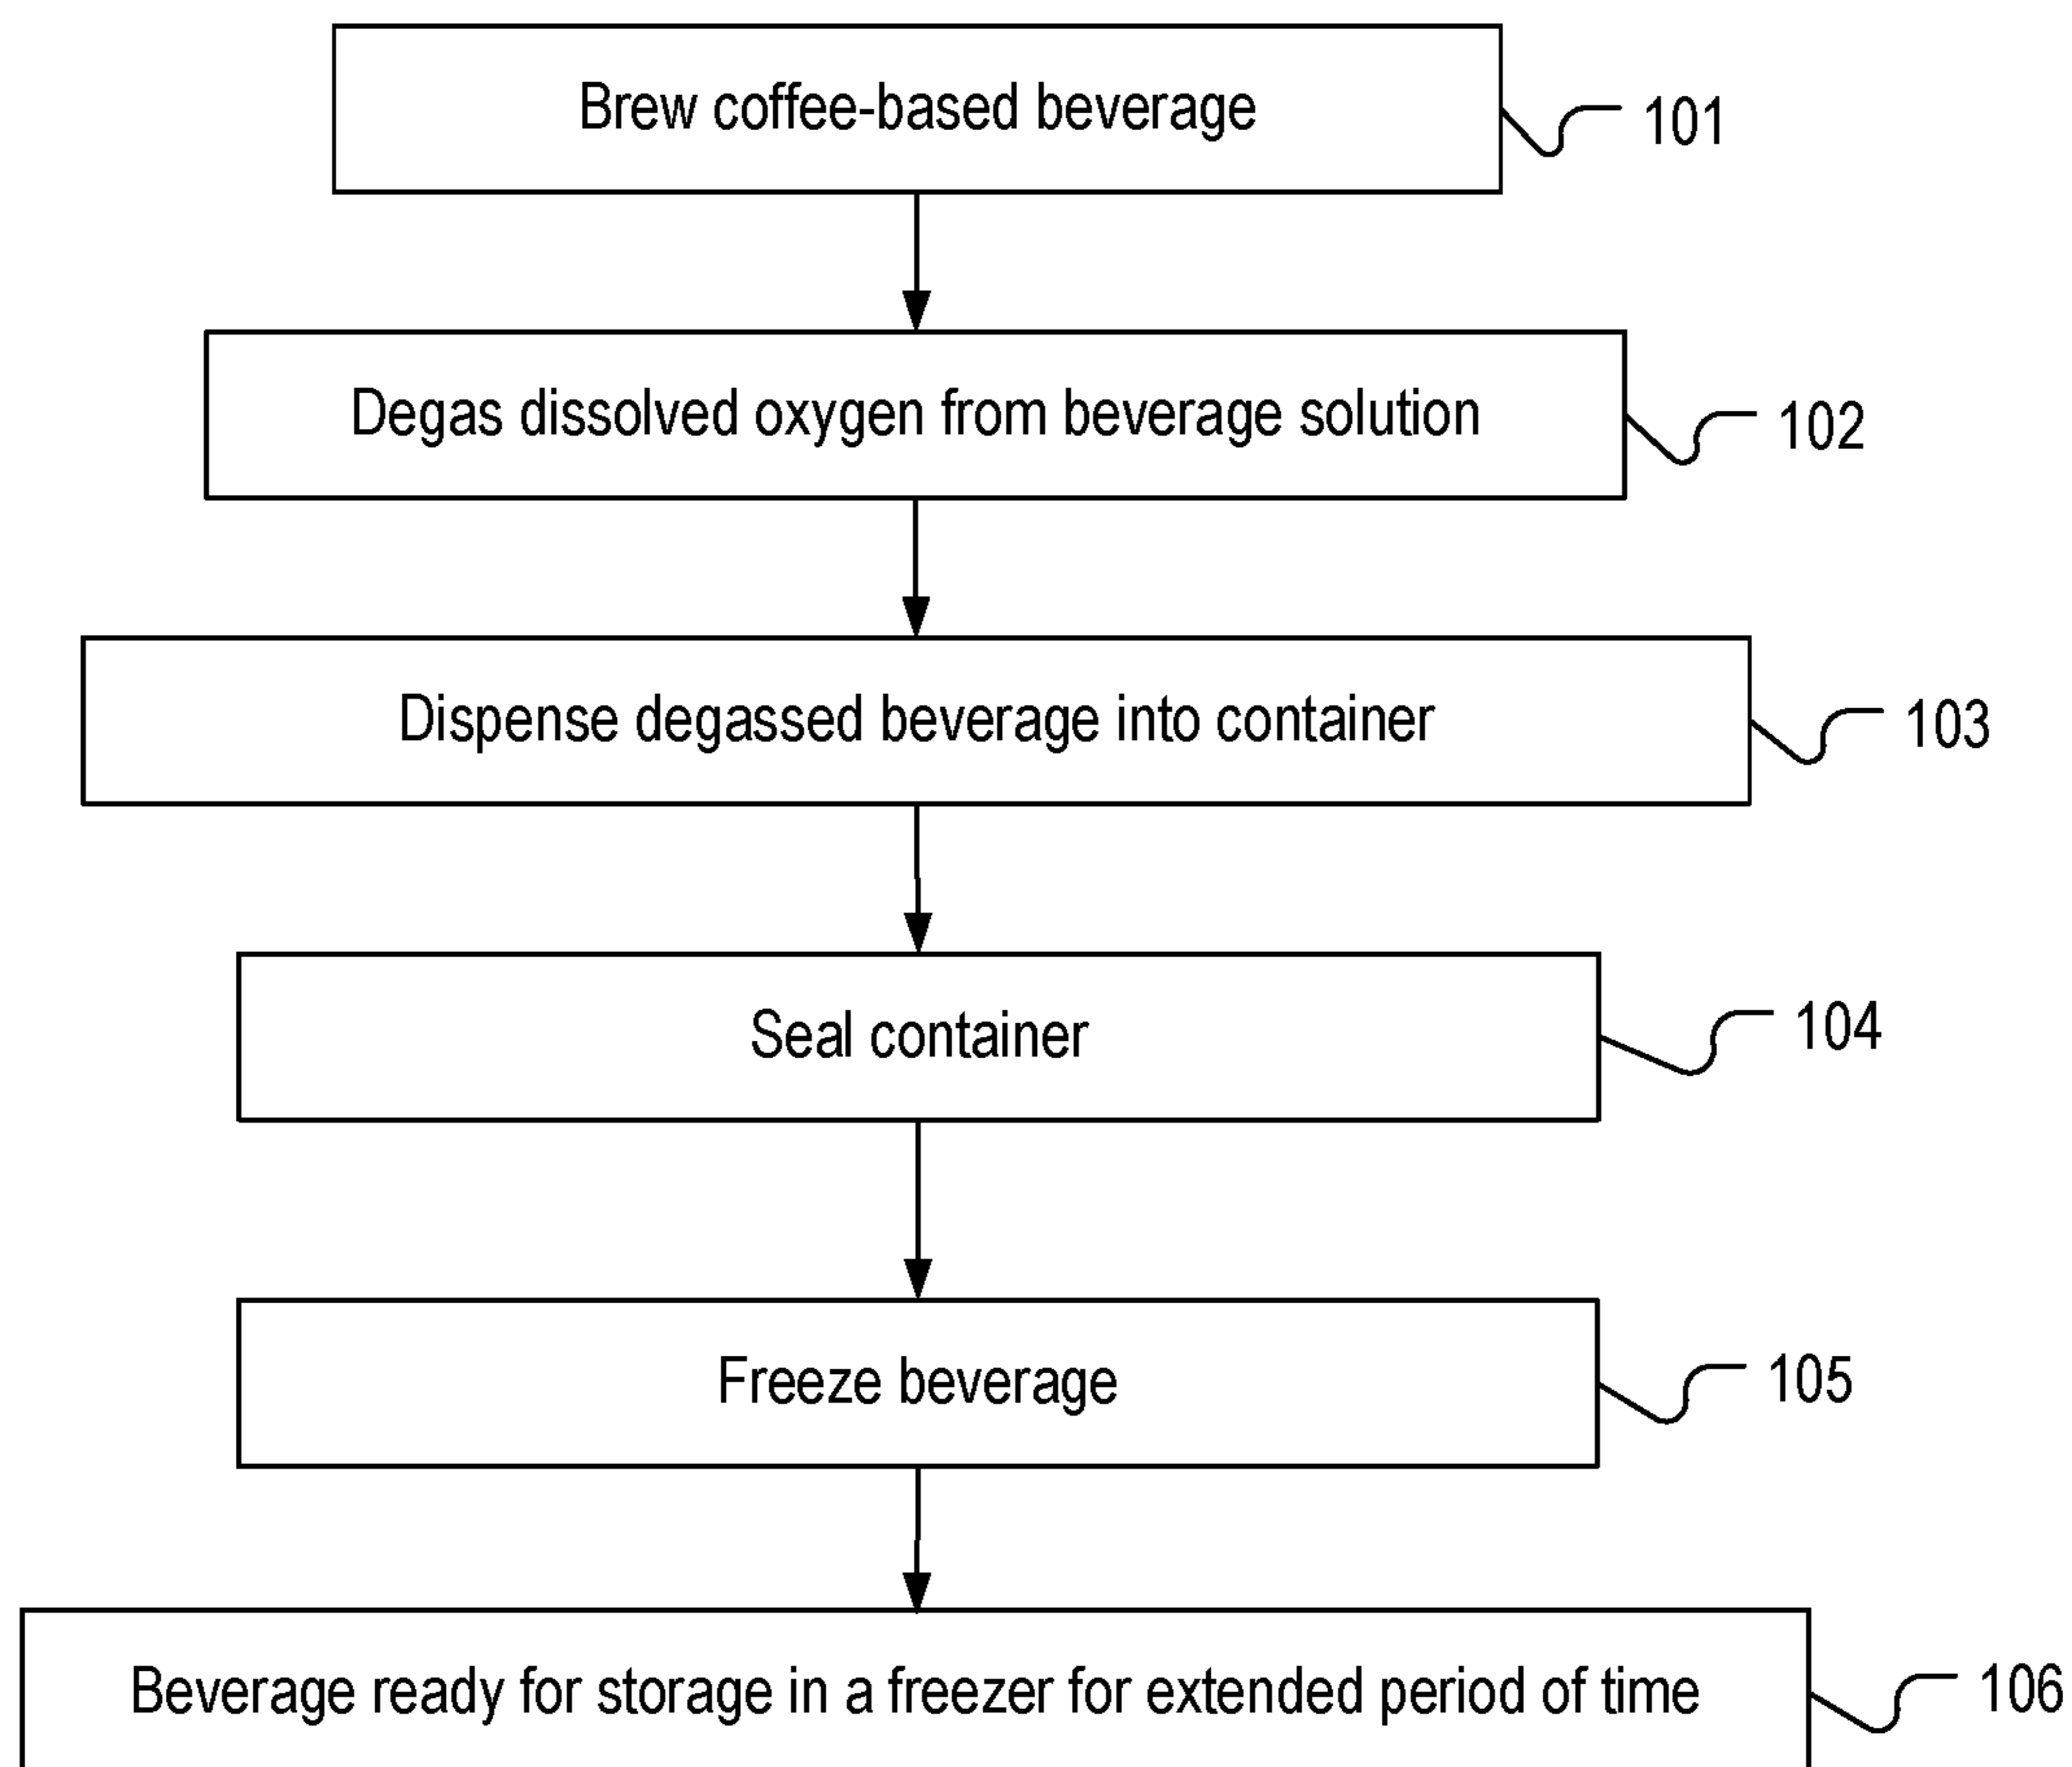 Brew coffee-based beverage
101
Degas dissolved oxygen from beverage solution
102
Dispense degassed beverage into container
103
Seal container
104
Freeze beverage
105
Beverage ready for storage in a freezer for extended period of time
106